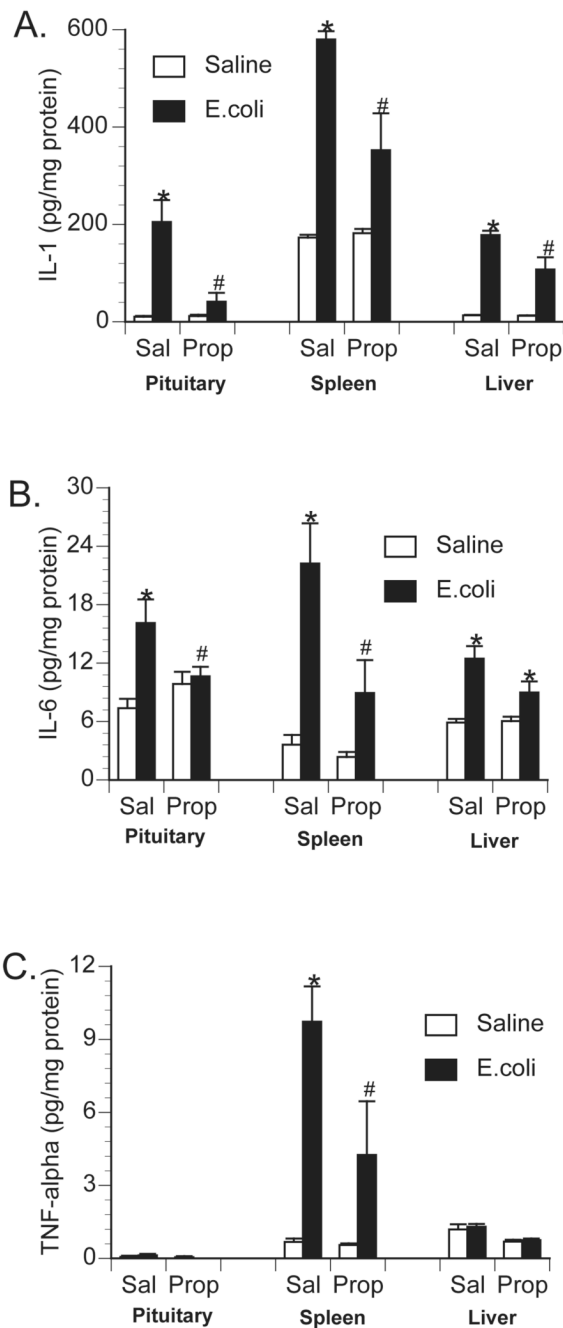 A.
IL-1 (pg/mg protein)
600
400
200
0
Saline
E.coli
* # * # * #
Sal Prop Sal Prop Sal Prop
Pituitary Spleen Liver
B.
IL-6 (pg/mg protein)
30
24
18
12
6
0
Saline
E.coli
* # * # * *
Sal Prop Sal Prop Sal Prop
Pituitary Spleen Liver
C.
TNF-alpha (pg/mg protein)
12
9
6
3
0
Saline
E.coli
* #
Sal Prop Sal Prop Sal Prop
Pituitary Spleen Liver